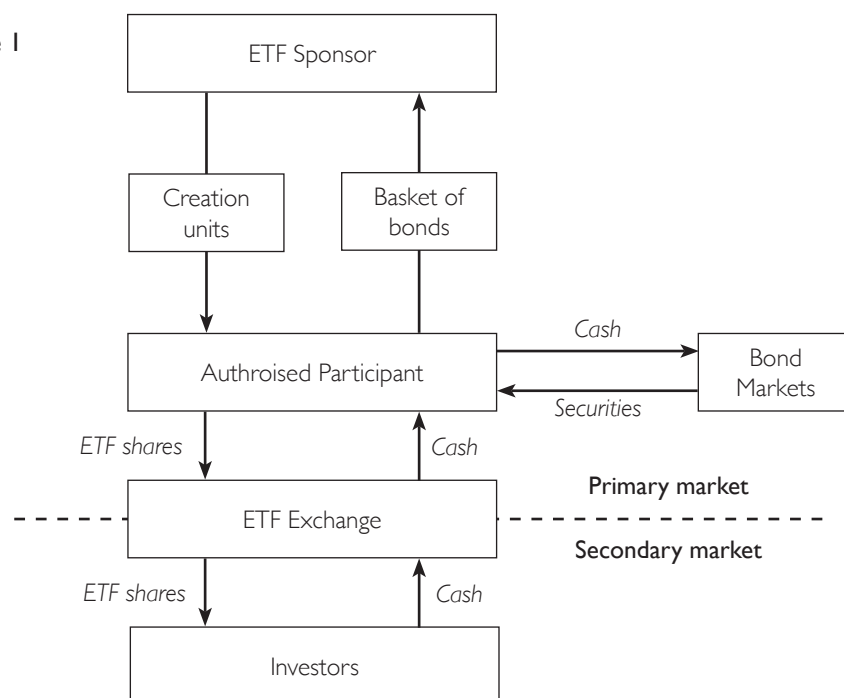 I
ETF Sponsor
Creation
units
Basket of
bonds
Cash
Authroised Participant
Bond
Markets
Securities
ETF shares
Cash
Primary market
ETF Exchange
Secondary market
ETF shares
Cash
Investors